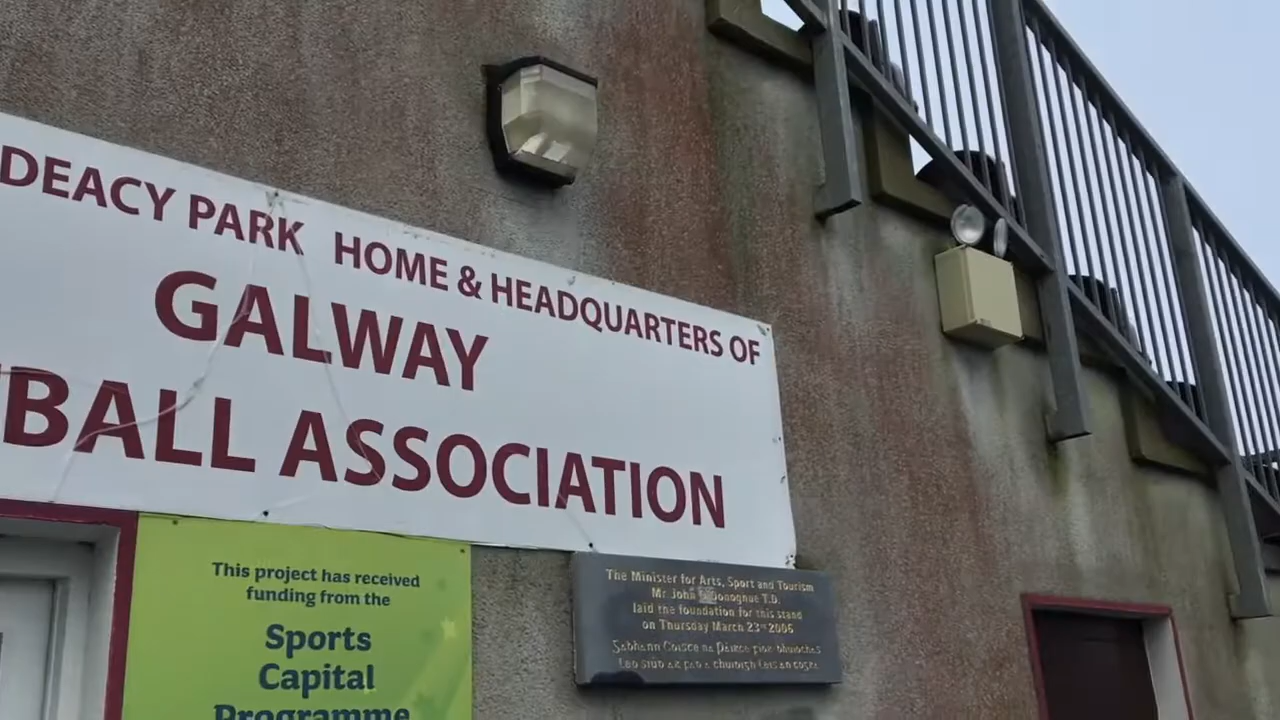 DEACY PARK HOME & HEADQUARTERS OF
GALWAY
BALL ASSOCIATION
This project has received
funding from the
Sports
Capital
Programme
The Minister for Arts, Sport and Tourism
Mr. John O'Donoghue T.D.
laid the foundation for this stand
on Thursday March 23rd 2006